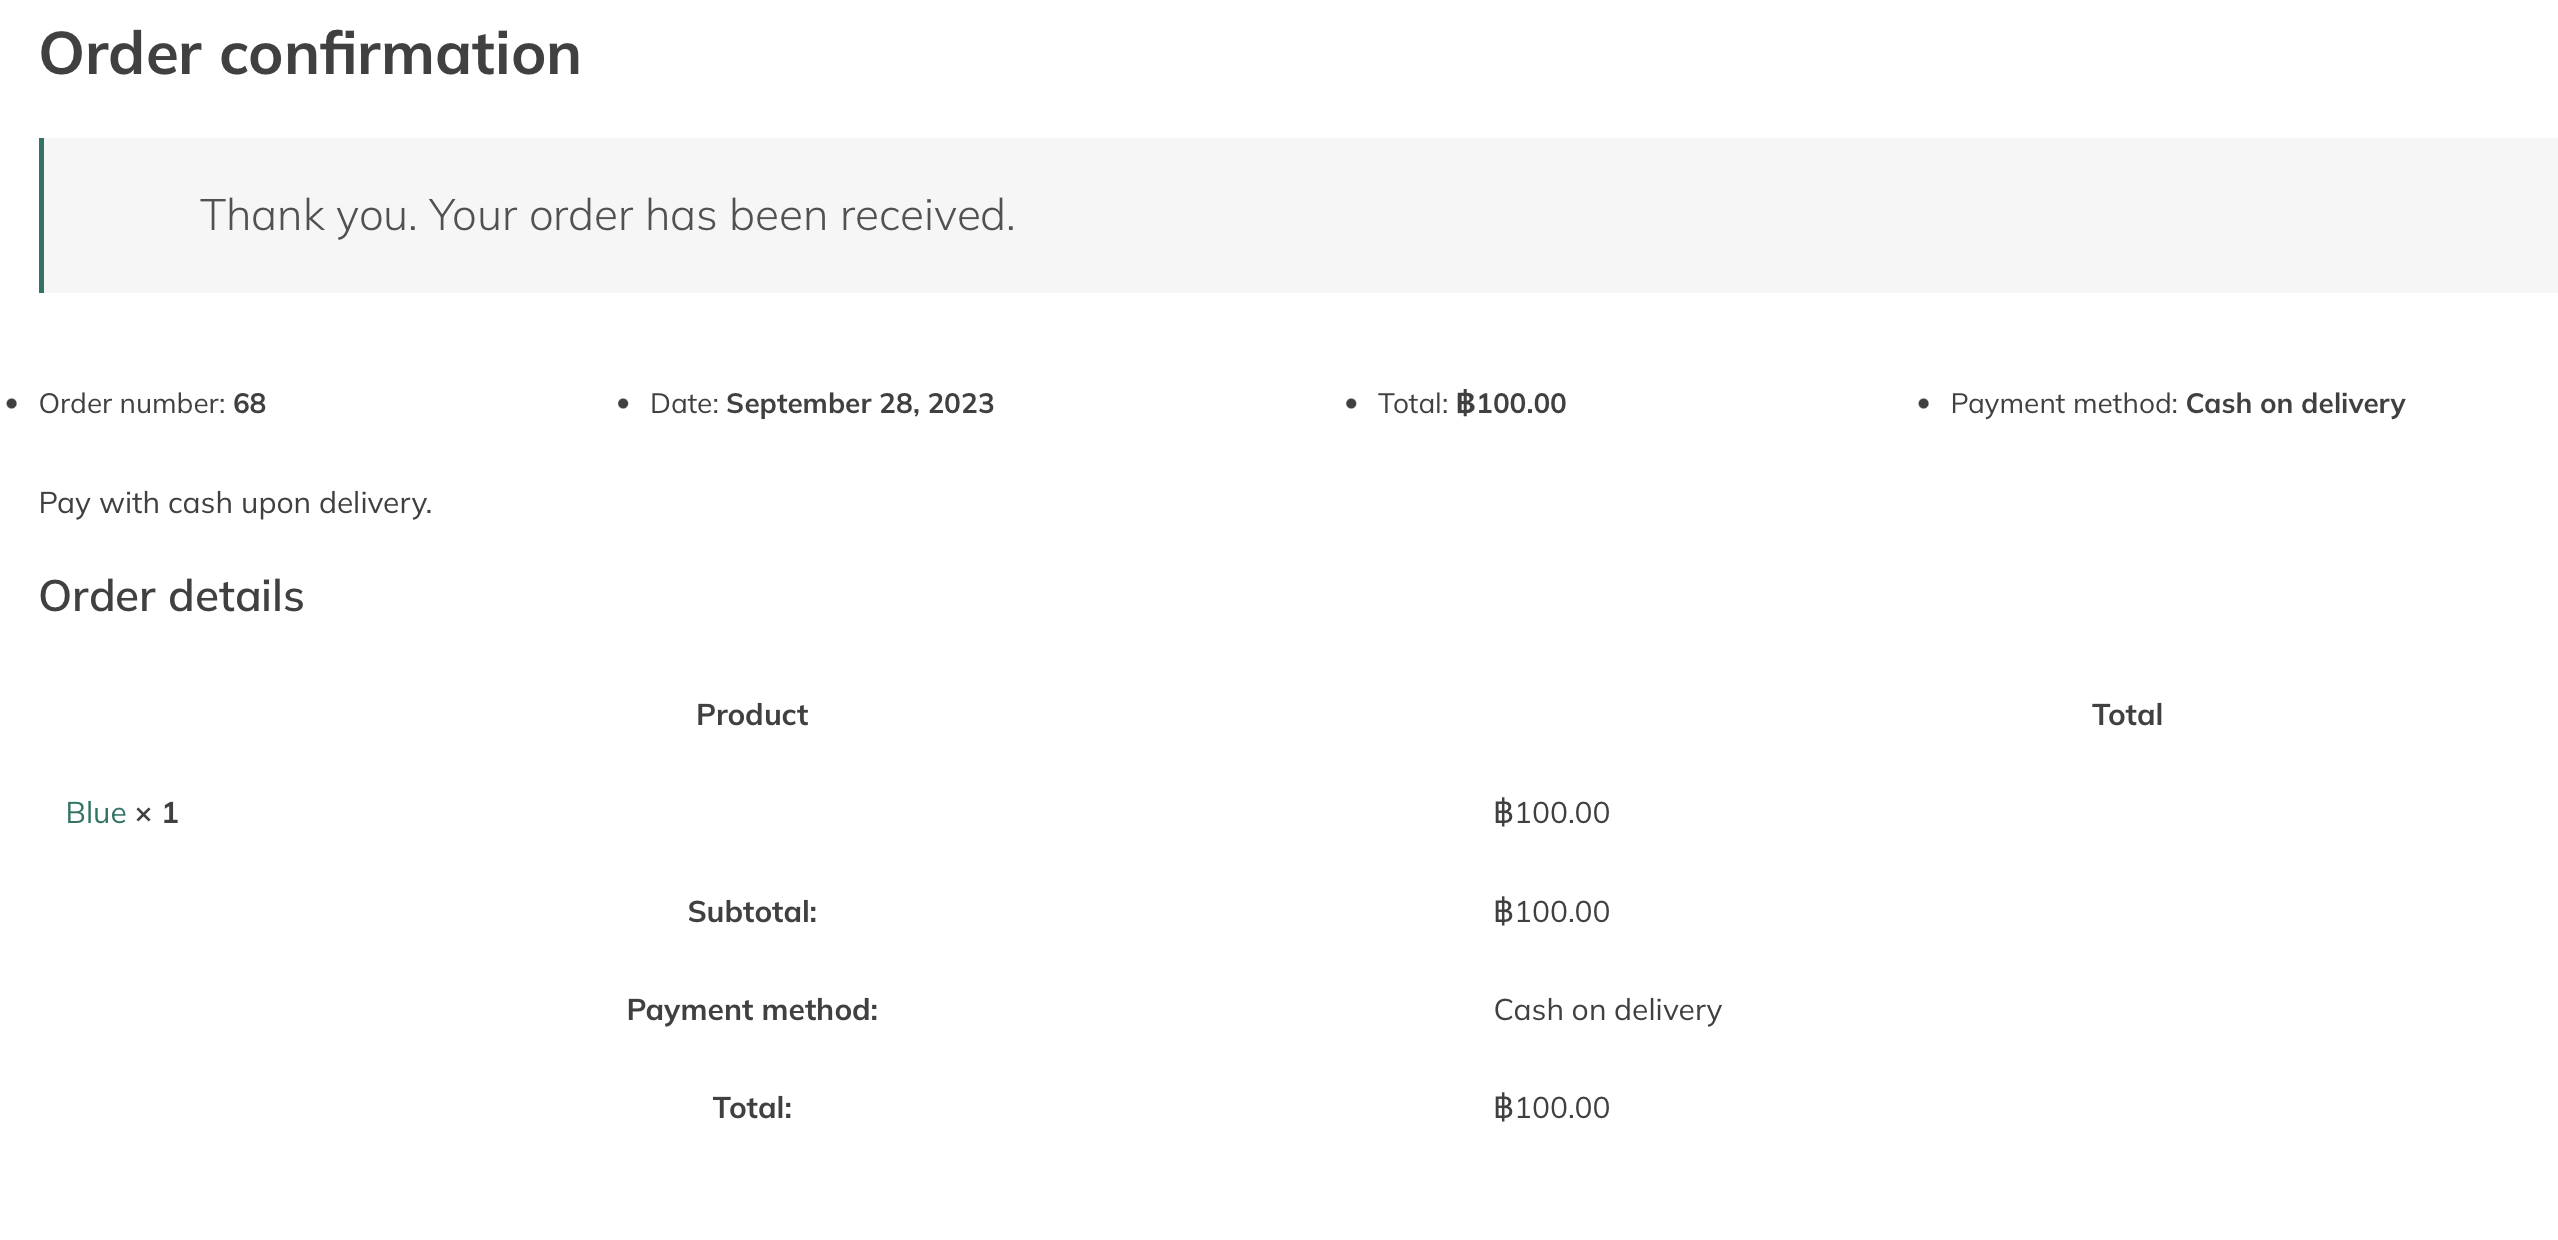 Order confirmation
Thank you. Your order has been received.
• Order number: 68 • Date: September 28, 2023 • Total: ฿100.00 • Payment method: Cash on delivery
Pay with cash upon delivery.
Order details
Product Total
Blue × 1 ฿100.00
Subtotal: ฿100.00
Payment method: Cash on delivery
Total: ฿100.00